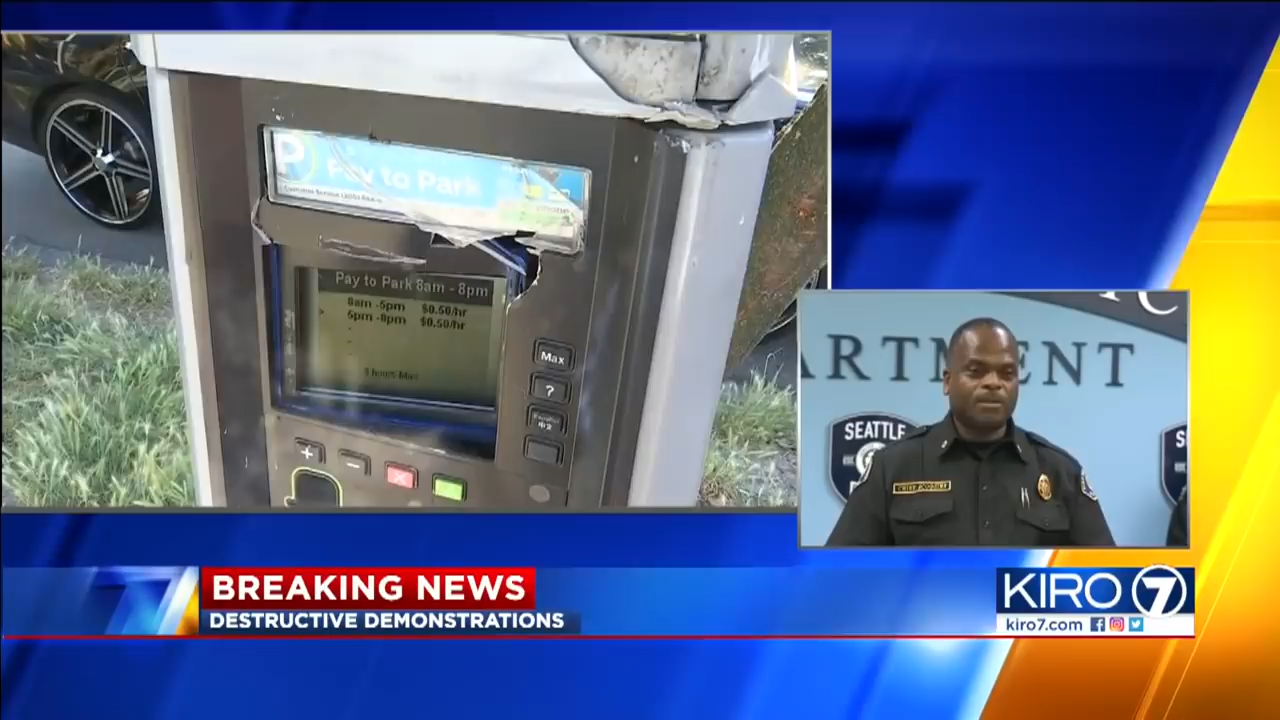 P Pay to Park
Pay to Park 8am - 8pm
8am -5pm $0.50/hr
5pm -8pm $0.50/hr
Max
?
+
-
X
ARTMENT
SEATTLE
7
BREAKING NEWS
DESTRUCTIVE DEMONSTRATIONS
KIRO 7
kiro7.com